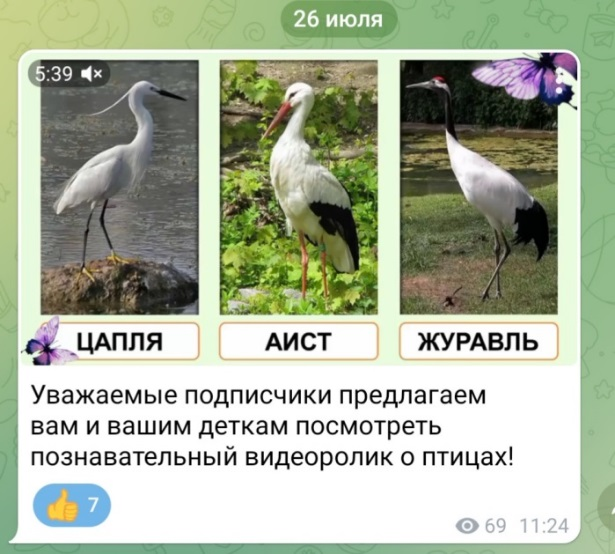 26 июля
5:39
ЦАПЛЯ
АИСТ
ЖУРАВЛЬ
Уважаемые подписчики предлагаем
вам и вашим деткам посмотреть
познавательный видеоролик о птицах!
7
69 11:24